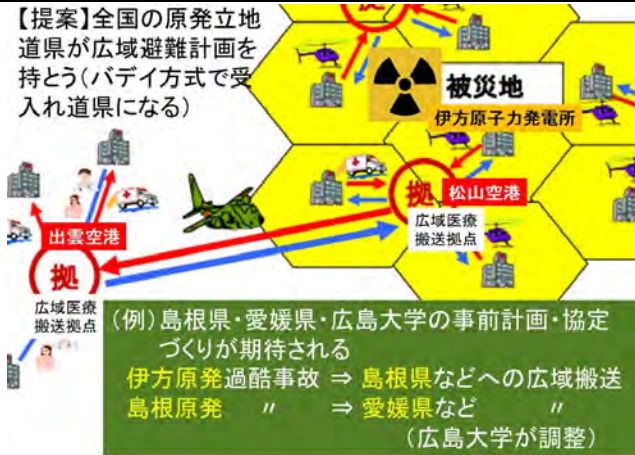 【提案】全国の原発立地
道県が広域避難計画を
持とう(バデイ方式で受
入れ道県になる)
拠
被災地
伊方原子力発電所
拠
松山空港
広域医療
搬送拠点
出雲空港
拠
広域医療
搬送拠点
(例)島根県・愛媛県・広島大学の事前計画・協定
づくりが期待される
伊方原発過酷事故 ⇒ 島根県などへの広域搬送
島根原発 〃 ⇒ 愛媛県など 〃
(広島大学が調整)